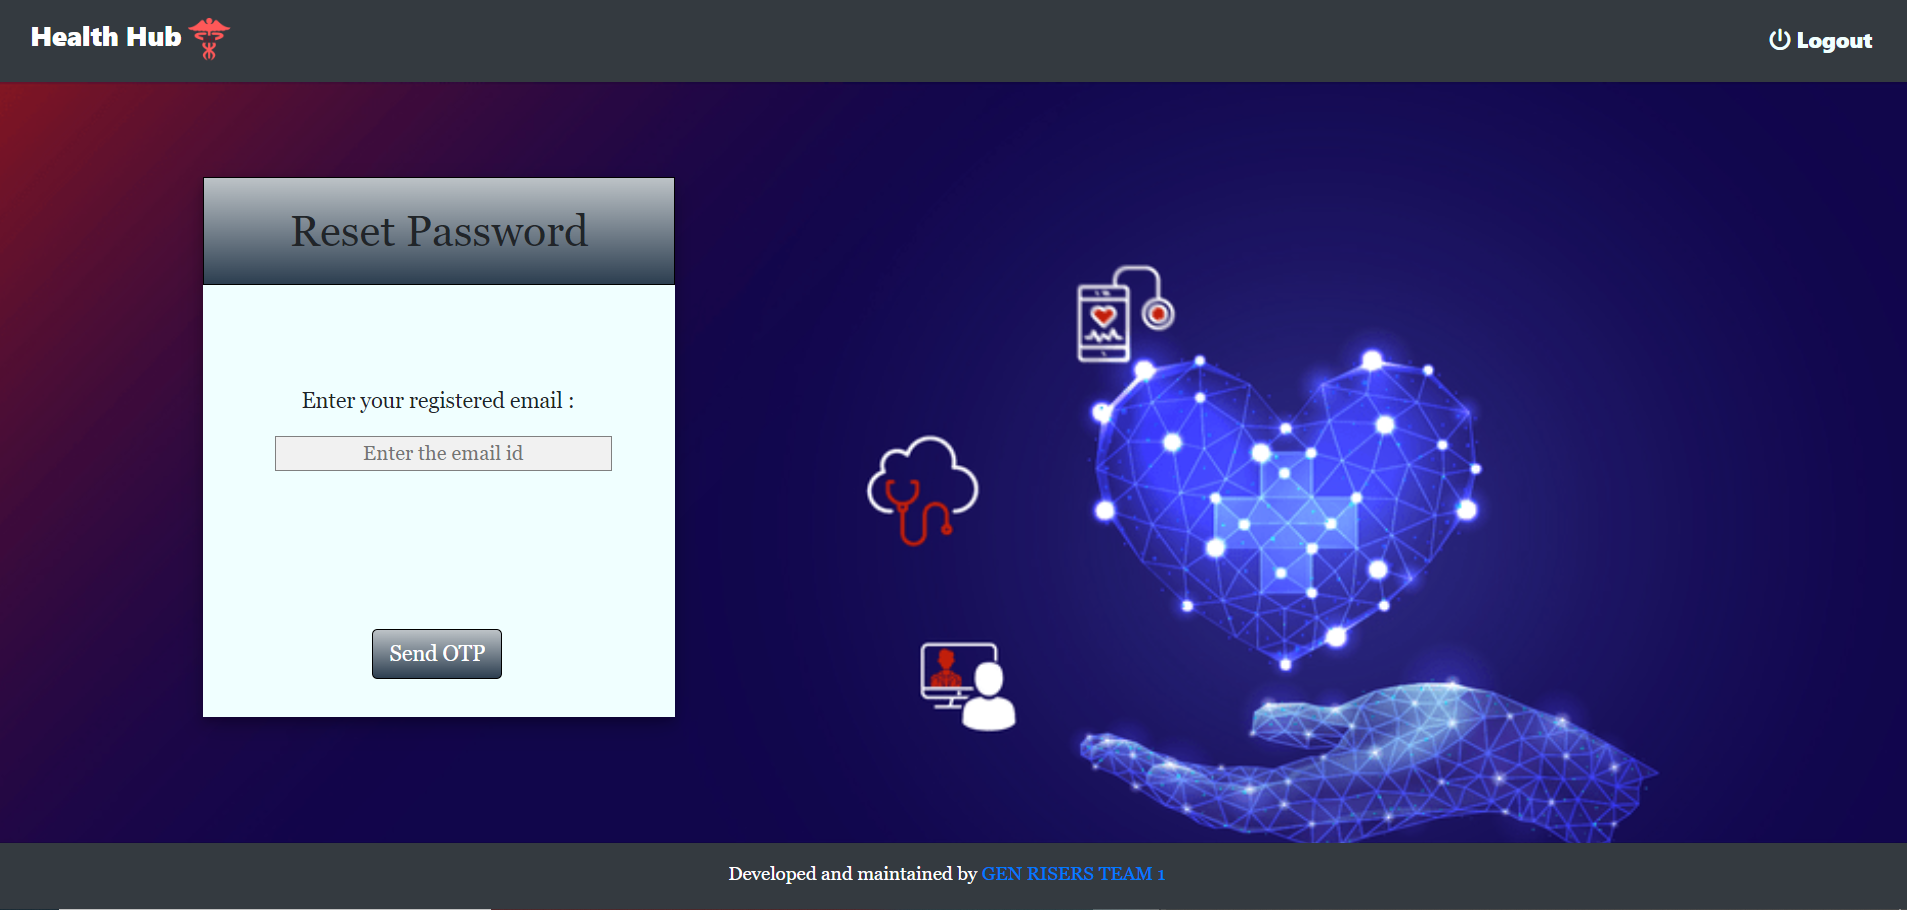 Health Hub
Logout
Reset Password
Enter your registered email :
Enter the email id
Send OTP
Developed and maintained by GEN RISERS TEAM 1